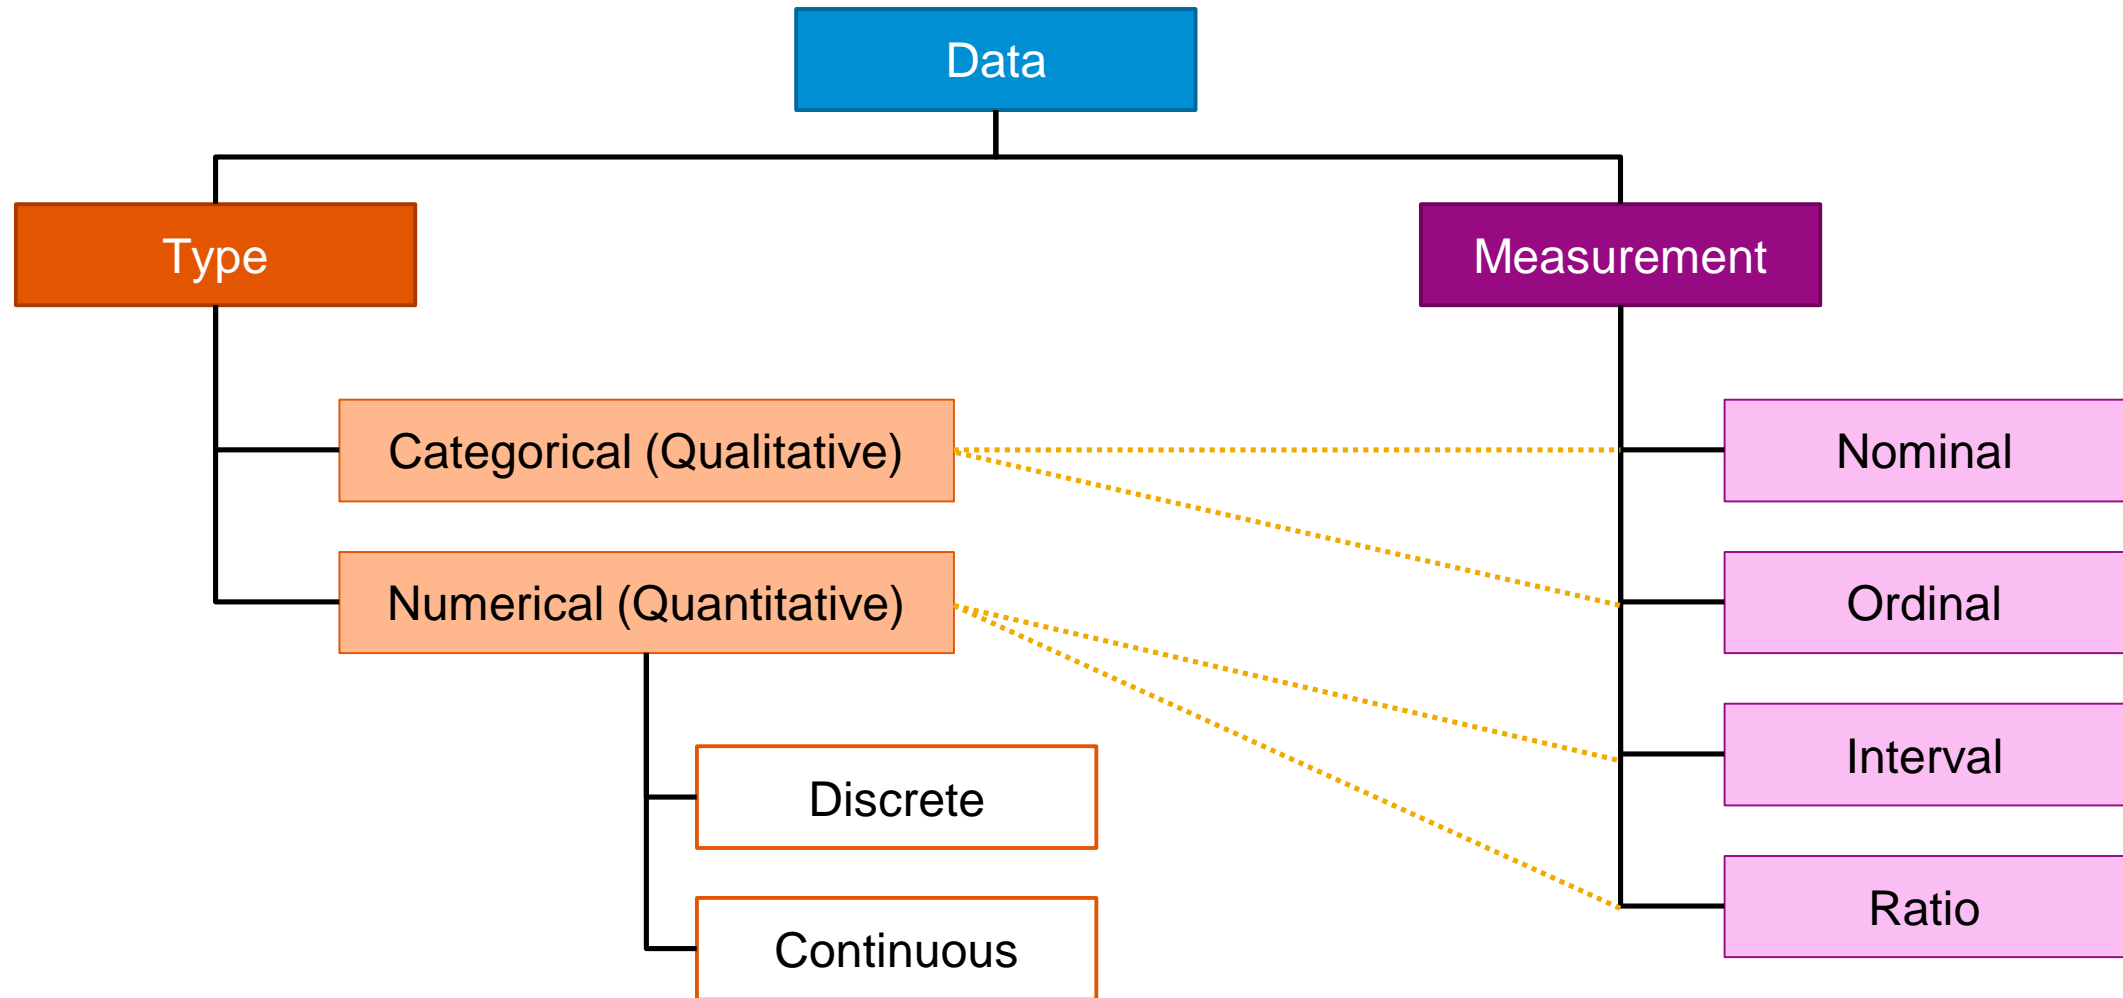 Data
Type
Measurement
Categorical (Qualitative)
Nominal
Numerical (Quantitative)
Ordinal
Interval
Discrete
Ratio
Continuous